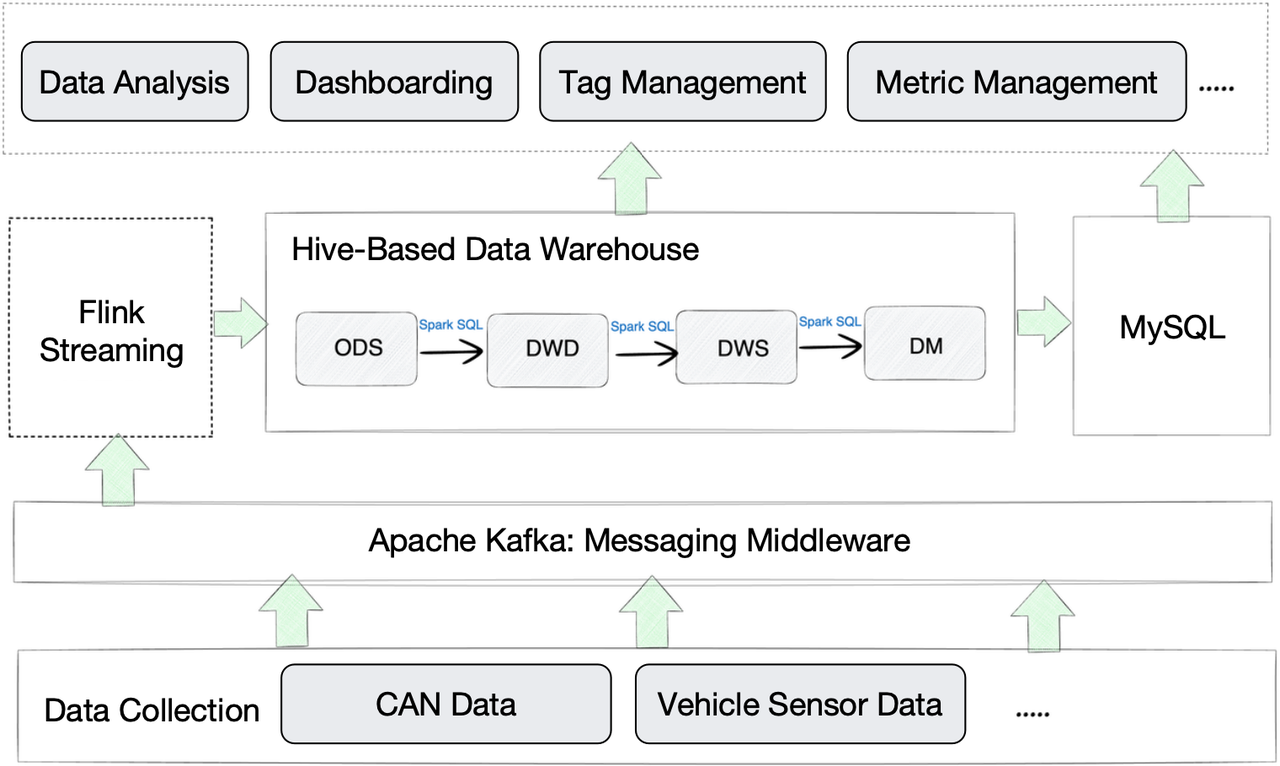 Data Analysis
Dashboarding
Tag Management
Metric Management
.....
Flink
Streaming
Hive-Based Data Warehouse
ODS
Spark SQL
DWD
Spark SQL
DWS
Spark SQL
DM
MySQL
Apache Kafka: Messaging Middleware
Data Collection
CAN Data
Vehicle Sensor Data
.....